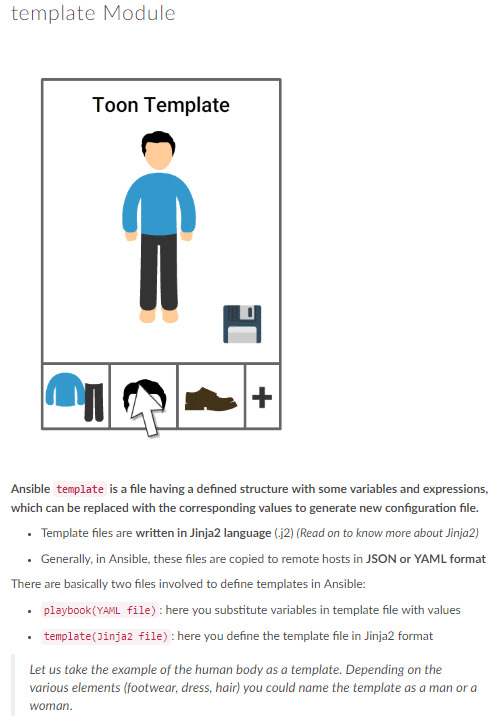 template Module
Toon Template
Ansible template is a file having a defined structure with some variables and expressions,
which can be replaced with the corresponding values to generate new configuration file.
• Template files are written in Jinja2 language (.j2) (Read on to know more about Jinja2)
• Generally, in Ansible, these files are copied to remote hosts in JSON or YAML format
There are basically two files involved to define templates in Ansible:
• playbook(YAML file) : here you substitute variables in template file with values
• template(Jinja2 file) : here you define the template file in Jinja2 format
Let us take the example of the human body as a template. Depending on the
various elements (footwear, dress, hair) you could name the template as a man or a
woman.